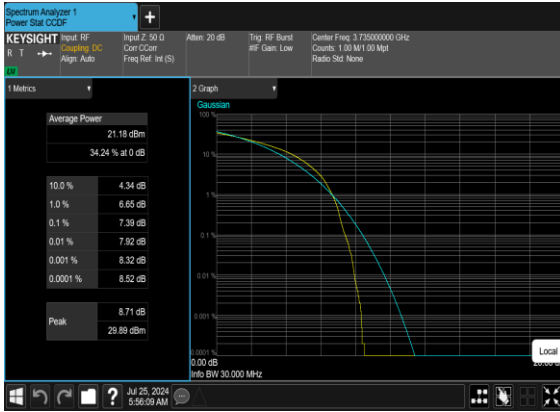 Spectrum Analyzer 1
Power Stat CCDF
+
KEYSIGHT
R T
LV
Input: RF
Coupling: DC
Align: Auto
Input Z: 50 Ω
Corr CCorr
Freq Ref: Int (S)
Atten: 20 dB
Trig: RF Burst
#IF Gain: Low
Center Freq: 3.735000000 GHz
Counts: 1.00 M/1.00 Mpt
Radio Std: None
1 Metrics
Average Power
21.18 dBm
34.24 % at 0 dB
10.0 % 4.34 dB
1.0 % 6.65 dB
0.1 % 7.39 dB
0.01 % 7.92 dB
0.001 % 8.32 dB
0.0001 % 8.52 dB
Peak
8.71 dB
29.89 dBm
2 Graph
Gaussian
100 %
10 %
1 %
0.1 %
0.01 %
0.001 %
0.0001 %
0.00 dB
Info BW 30.000 MHz
Local
?
Jul 25, 2024
5:56:09 AM